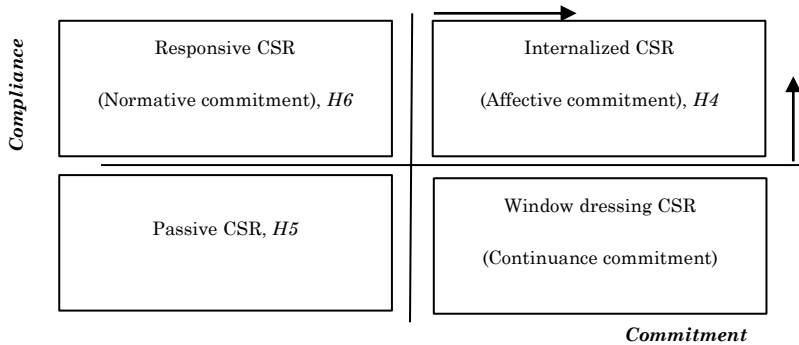 Compliance
Responsive CSR
(Normative commitment), H6
Internalized CSR
(Affective commitment), H4
Passive CSR, H5
Window dressing CSR
(Continuance commitment)
Commitment